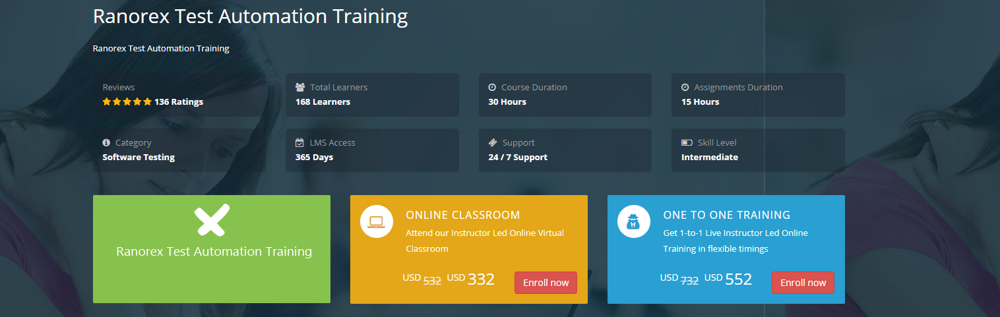 Ranorex Test Automation Training
Ranorex Test Automation Training
Reviews
136 Ratings
Total Learners
168 Learners
Course Duration
30 Hours
Assignments Duration
15 Hours
Category
Software Testing
LMS Access
365 Days
Support
24 / 7 Support
Skill Level
Intermediate
Ranorex Test Automation Training
ONLINE CLASSROOM
Attend our Instructor Led Online Virtual
Classroom
USD 532 USD 332
Enroll now
ONE TO ONE TRAINING
Get 1-to-1 Live Instructor Led Online
Training in flexible timings
USD 732 USD 552
Enroll now